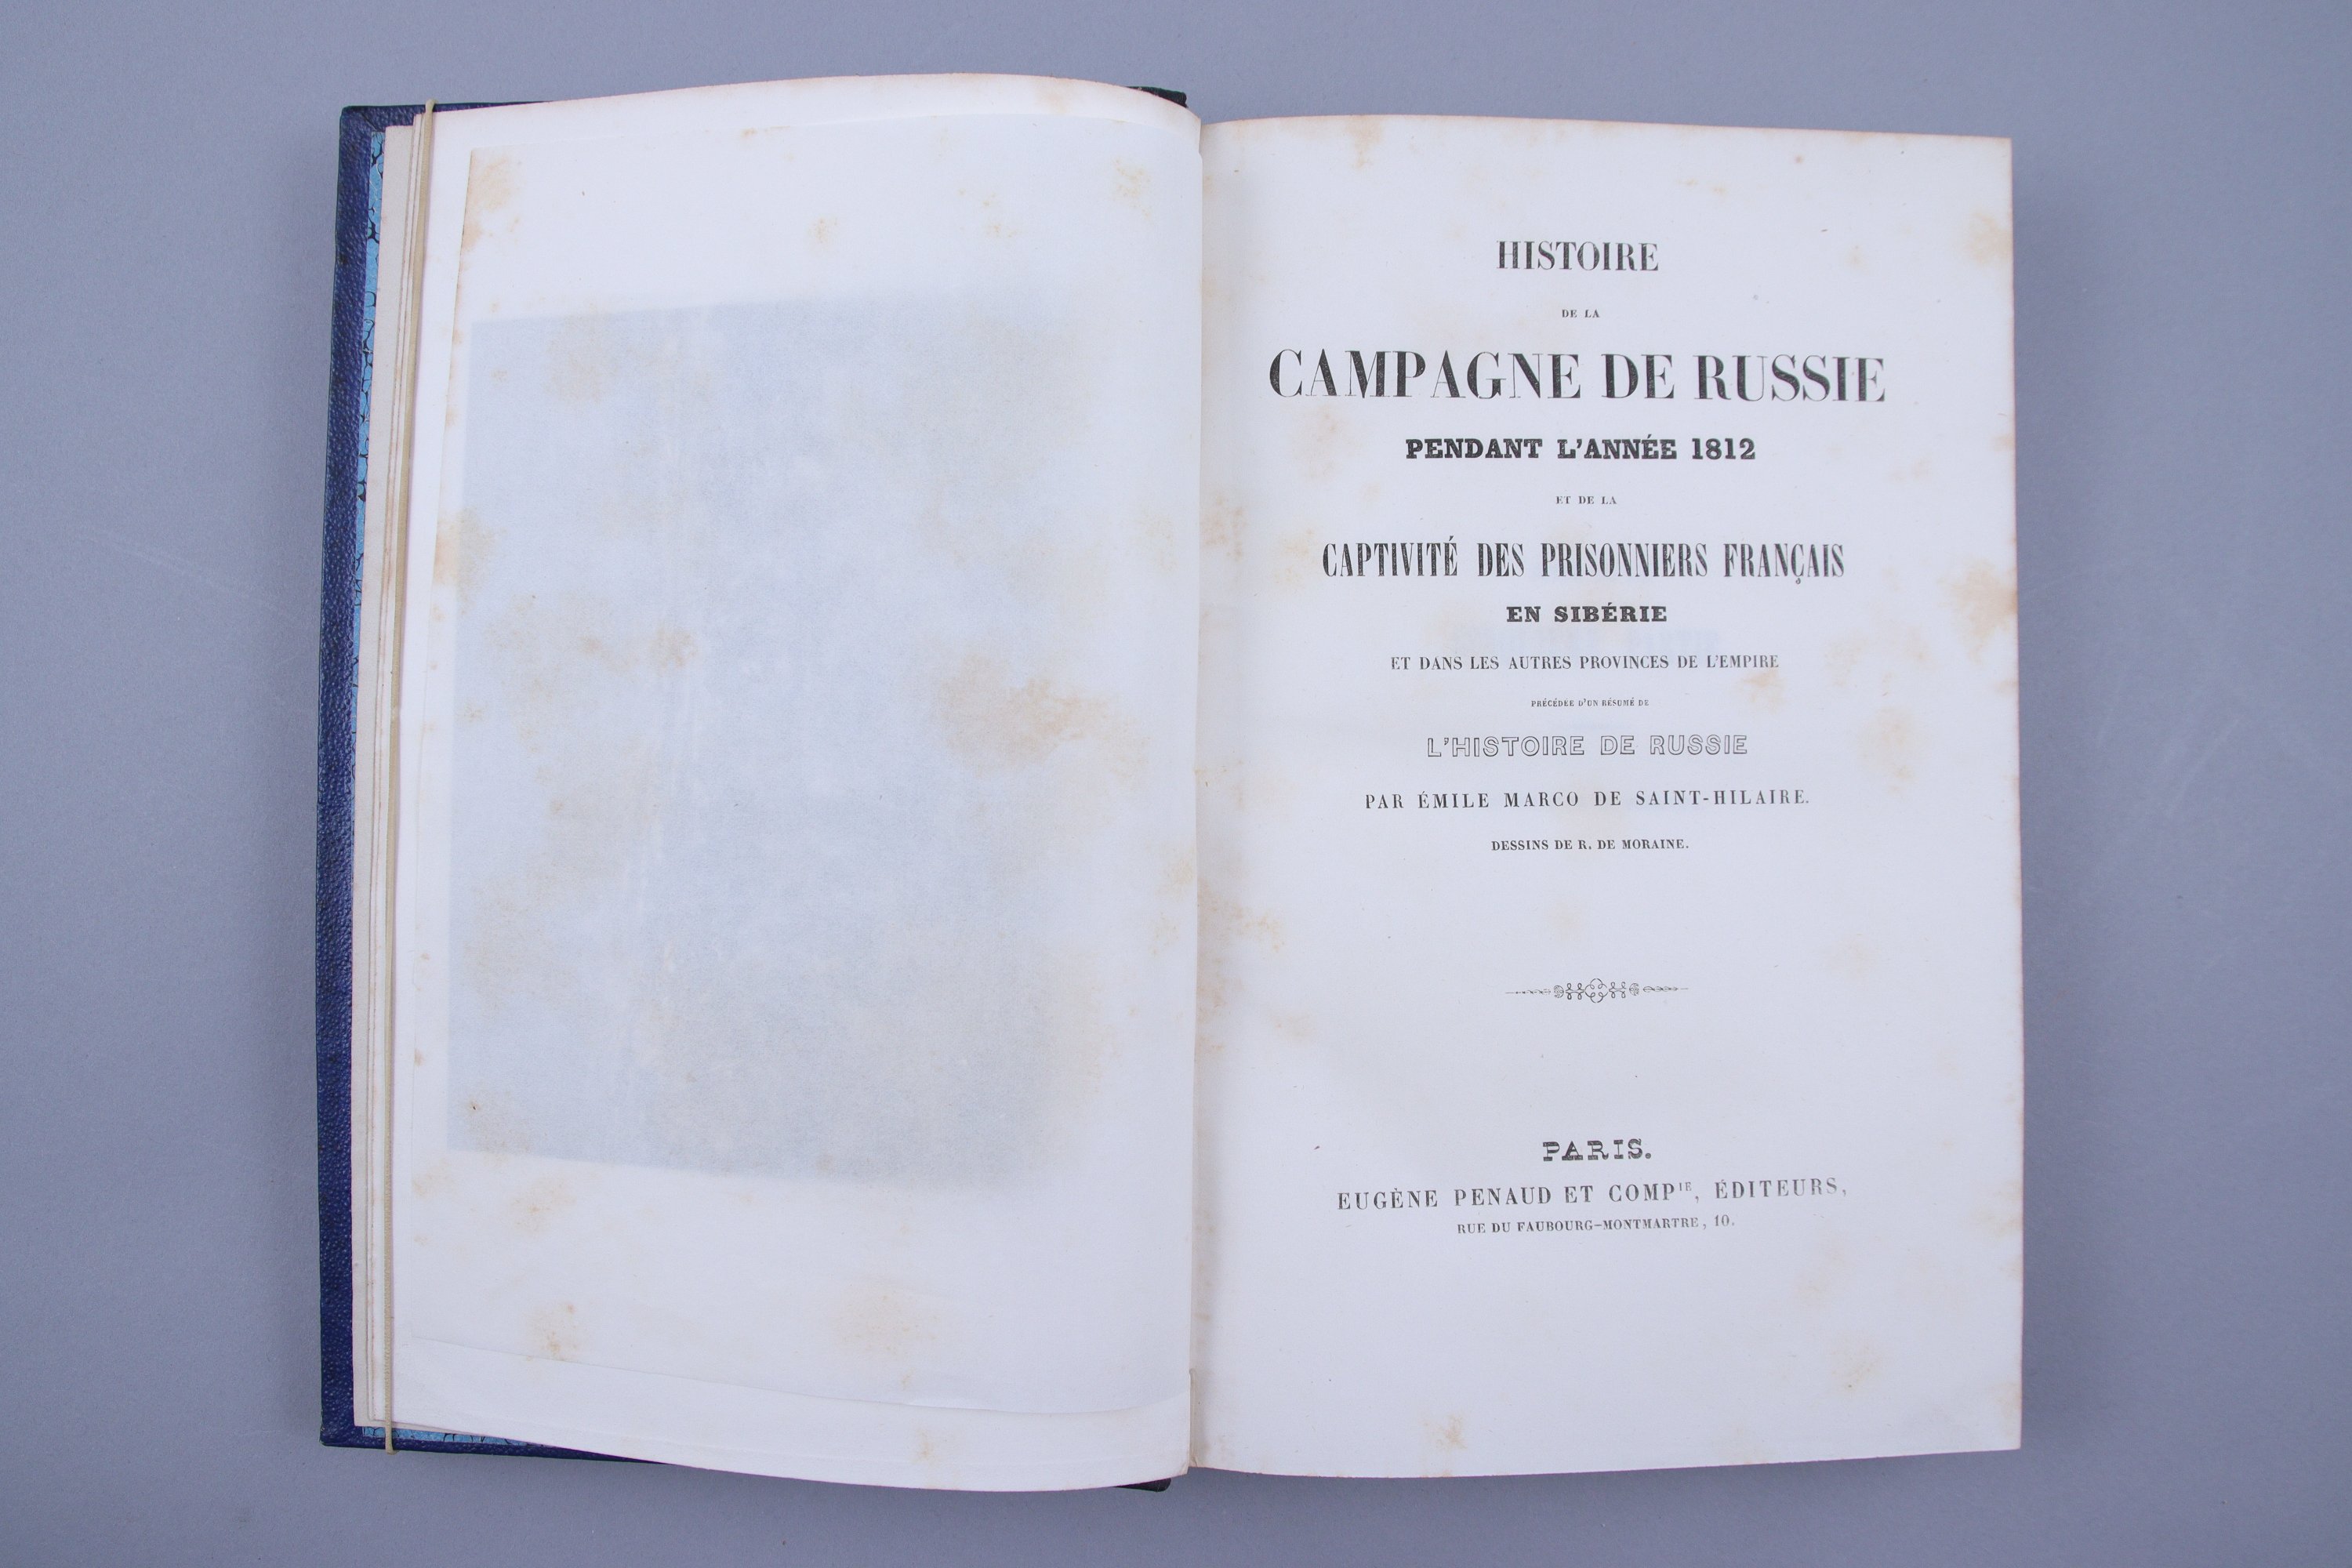 HISTOIRE
DE LA
CAMPAGNE DE RUSSIE
PENDANT L'ANNÉE 1812
ET DE LA
CAPTIVITÉ DES PRISONNIERS FRANÇAIS
EN SIBÉRIE
ET DANS LES AUTRES PROVINCES DE L'EMPIRE
PRÉCÉDÉE D'UN RÉSUMÉ DE
L'HISTOIRE DE RUSSIE
PAR ÉMILE MARCO DE SAINT-HILAIRE.
DESSINS DE R. DE MORAINE.
PARIS.
EUGÈNE PENAUD ET COMPIE, ÉDITEURS,
RUE DU FAUBOURG-MONTMARTRE, 10.